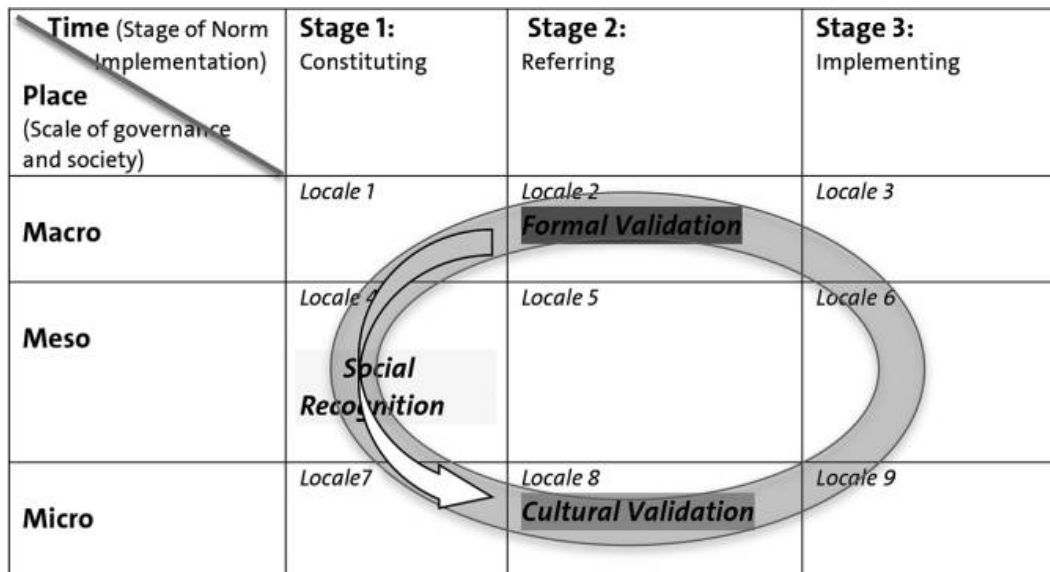 Time (Stage of Norm
Implementation)
Place
(Scale of governance
and society)
Stage 1:
Constituting
Stage 2:
Referring
Stage 3:
Implementing
Macro
Locale 1
Locale 2
Formal Validation
Locale 3
Meso
Locale 4
Social
Recognition
Locale 5
Locale 6
Micro
Locale7
Locale 8
Cultural Validation
Locale 9